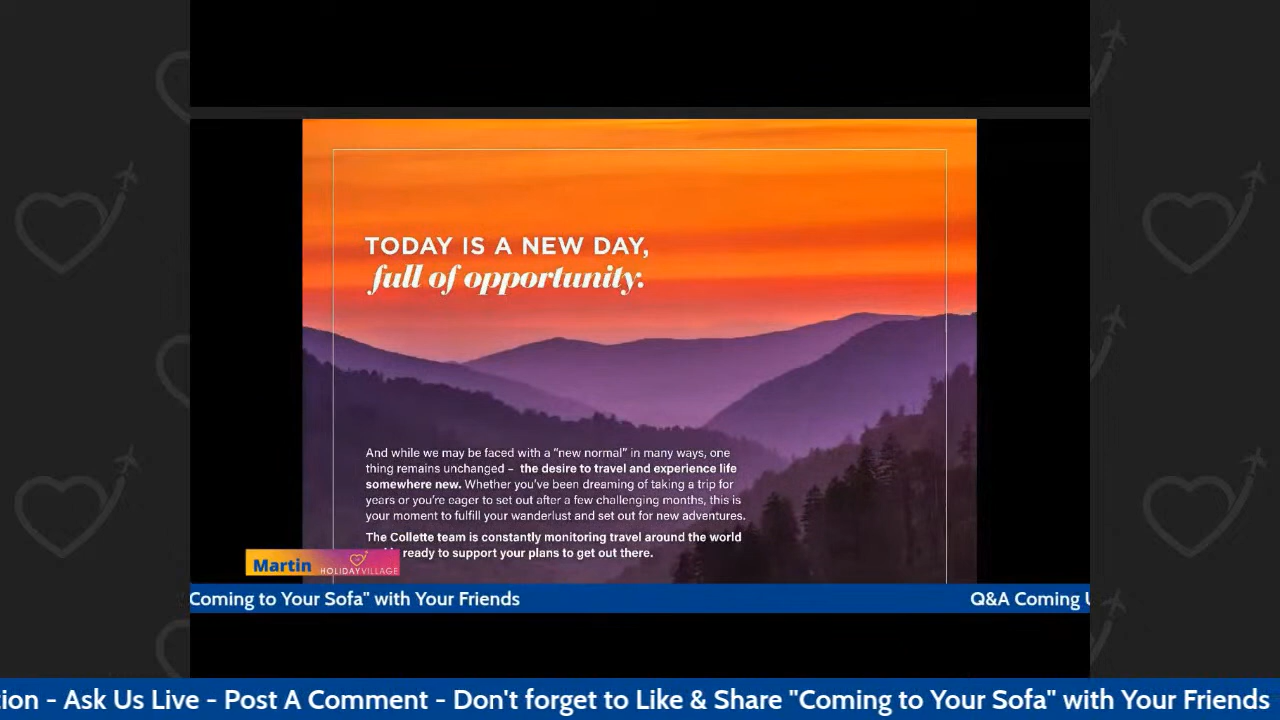 TODAY IS A NEW DAY,
full of opportunity.
And while we may be faced with a "new normal" in many ways, one
thing remains unchanged – the desire to travel and experience life
somewhere new. Whether you've been dreaming of taking a trip for
years or you're eager to set out after a few challenging months, this is
your moment to fulfill your wanderlust and set out for new adventures.
The Collette team is constantly monitoring travel around the world
ready to support your plans to get out there.
Martin HOLIDAYVILLAGE
Coming to Your Sofa" with Your Friends Q&A Coming
- Ask Us Live - Post A Comment - Don't forget to Like & Share "Coming to Your Sofa" with Your Friends